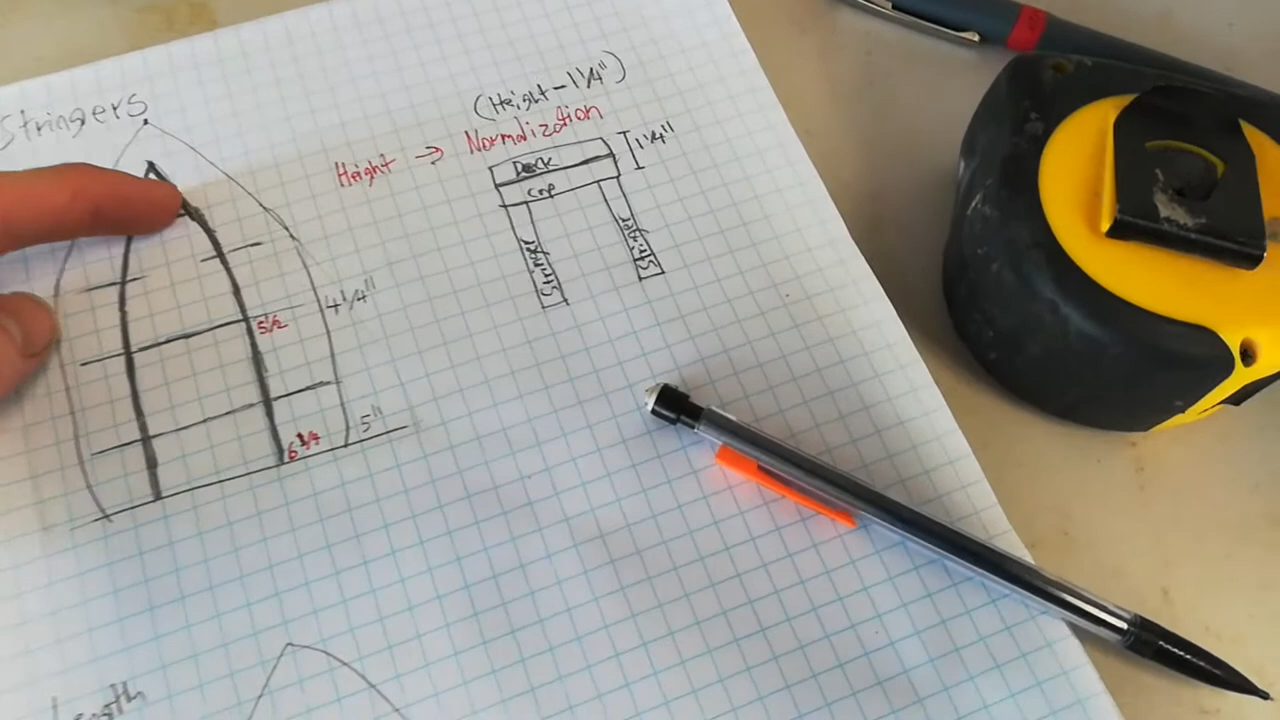 Stringers
(Height - 1 1/4")
Height → Normalization
1 1/4"
Deck
Cap
Stringer
Stringer
4 1/4"
5 1/2
5"
6 3/4